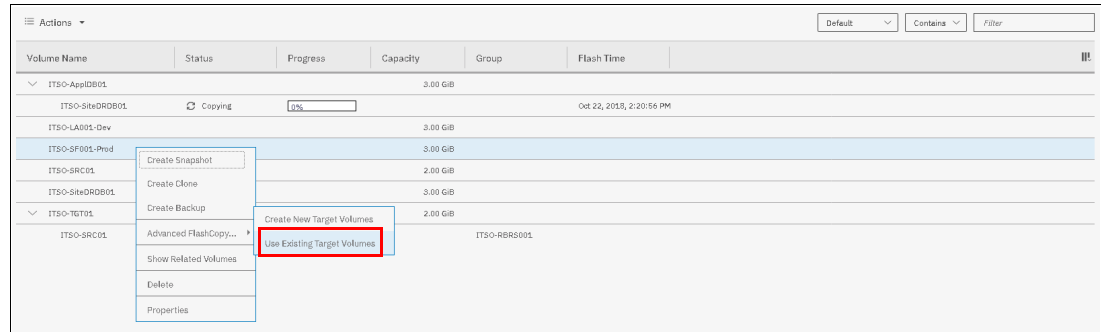 Actions
Default Contains Filter
Volume Name Status Progress Capacity Group Flash Time
ITSO-ApplDB01 3.00 GiB
ITSO-SiteDRDB01 Copying 0% Oct 22, 2018, 2:20:56 PM
ITSO-LA001-Dev 3.00 GiB
ITSO-SF001-Prod 3.00 GiB
Create Snapshot
ITSO-SRC01 2.00 GiB
Create Clone
ITSO-SiteDRDB01 3.00 GiB
Create Backup
ITSO-TGT01 2.00 GiB
Create New Target Volumes
ITSO-SRC01 Advanced FlashCopy... ITSO-RBRS001
Use Existing Target Volumes
Show Related Volumes
Delete
Properties